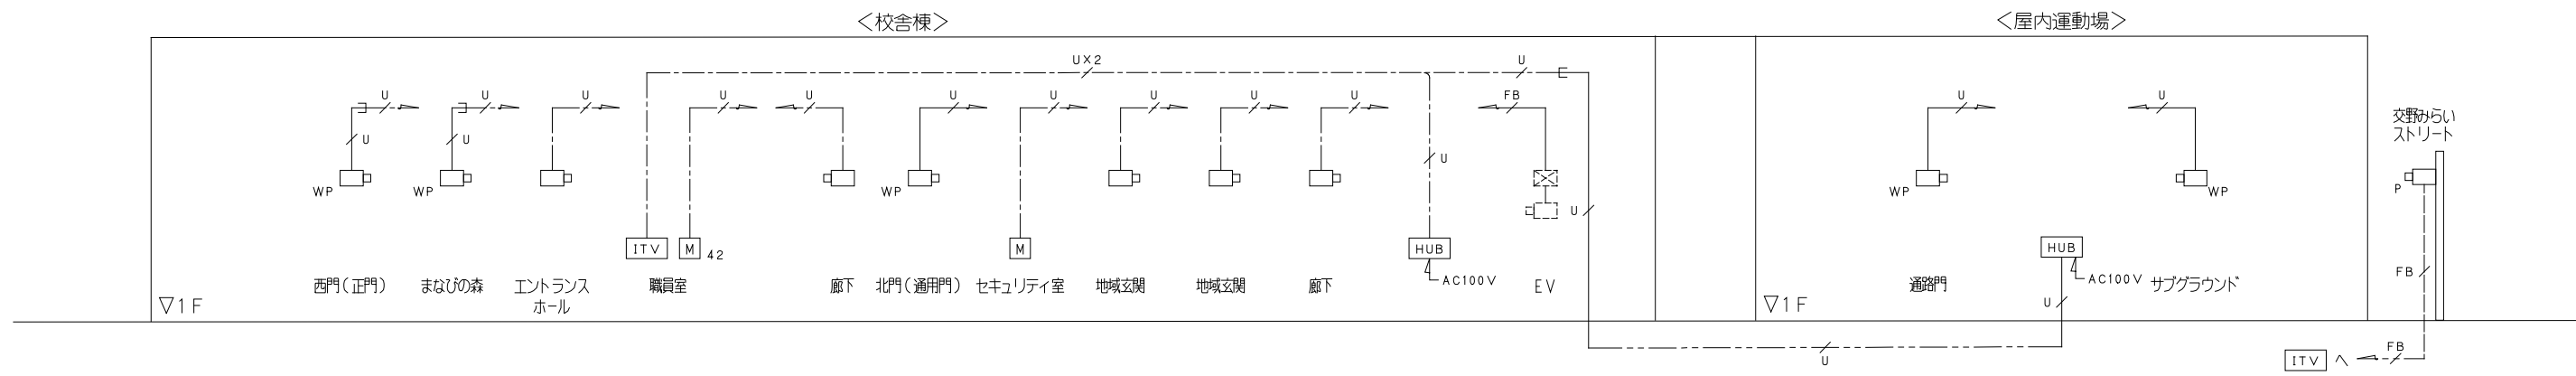 ＜校舎棟＞
＜屋内運動場＞
U×2
U
U
U
U
U
U
U
U
U
U
U
FB
U
U
交野みらい
ストリート
U
U
U
WP
WP
WP
U
WP
WP
P
ITV
M
42
M
HUB
HUB
AC100V
AC100V
FB
西門(正門)
まなびの森
エントランス
ホール
職員室
廊下
北門(通用門)
セキュリティ室
地域玄関
地域玄関
廊下
EV
通路門
サブグラウンド
▽1F
▽1F
U
U
ITV
へ
FB